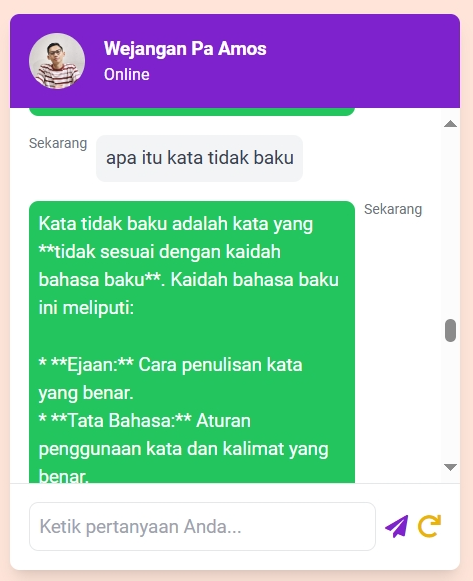 Wejangan Pa Amos
Online
Sekarang
apa itu kata tidak baku
Sekarang
Kata tidak baku adalah kata yang
**tidak sesuai dengan kaidah
bahasa baku**. Kaidah bahasa baku
ini meliputi:
* **Ejaan:** Cara penulisan kata
yang benar.
* **Tata Bahasa:** Aturan
penggunaan kata dan kalimat yang
benar.
Ketik pertanyaan Anda...